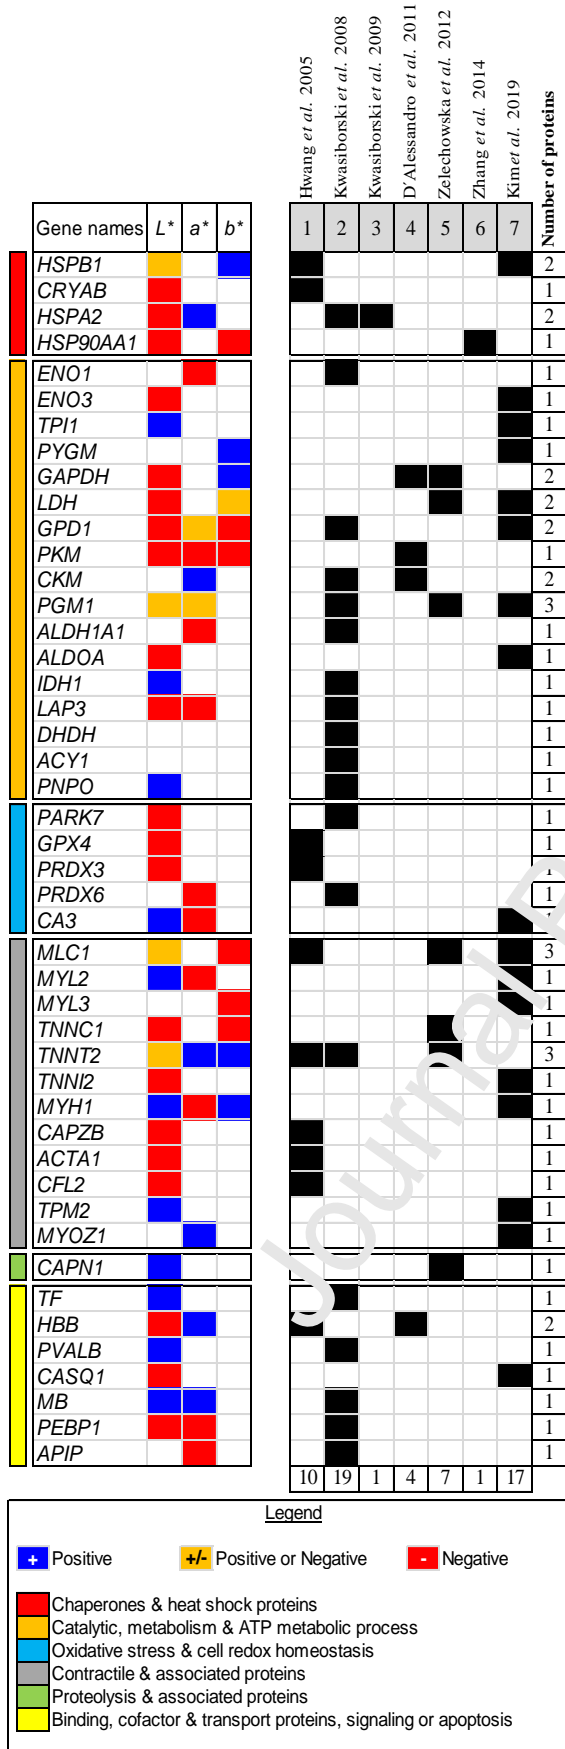 Hwang et al. 2005
Kwasiborski et al. 2008
Kwasiborski et al. 2009
D´Alessandro et al. 2011
Zelechowska et al. 2012
Zhang et al. 2014
Kim et al. 2019
Number of proteins
Gene names L* a* b* 1 2 3 4 5 6 7
HSPB1 2
CRYAB 1
HSPA2 2
HSP90AA1 1
ENO1 1
ENO3 1
TPI1 1
PYGM 1
GAPDH 2
LDH 2
GPD1 2
PKM 1
CKM 2
PGM1 3
ALDH1A1 1
ALDOA 1
IDH1 1
LAP3 1
DHDH 1
ACY1 1
PNPO 1
PARK7 1
GPX4 1
PRDX3 1
PRDX6 1
CA3
MLC1 3
MYL2 1
MYL3 1
TNNC1 1
TNNT2 3
TNNI2 1
MYH1 1
CAPZB 1
ACTA1 1
CFL2 1
TPM2 1
MYOZ1 1
CAPN1 1
TF 1
HBB 2
PVALB 1
CASQ1 1
MB 1
PEBP1 1
APIP 1
10 19 1 4 7 1 17
Journal P
Legend
+ Positive +/- Positive or Negative - Negative
Chaperones & heat shock proteins
Catalytic, metabolism & ATP metabolic process
Oxidative stress & cell redox homeostasis
Contractile & associated proteins
Proteolysis & associated proteins
Binding, cofactor & transport proteins, signaling or apoptosis